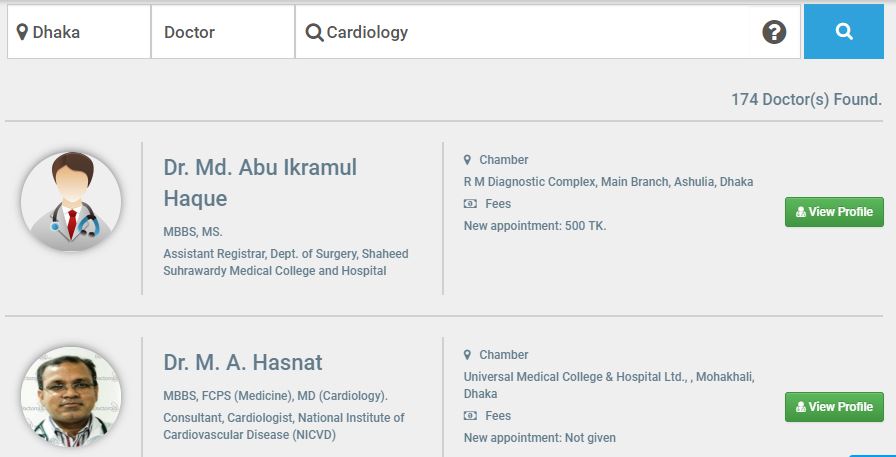 Dhaka
Doctor
Cardiology
174 Doctor(s) Found.
Dr. Md. Abu Ikramul
Haque
MBBS, MS.
Assistant Registrar, Dept. of Surgery, Shaheed
Suhrawardy Medical College and Hospital
Chamber
R M Diagnostic Complex, Main Branch, Ashulia, Dhaka
Fees
New appointment: 500 TK.
View Profile
Dr. M. A. Hasnat
MBBS, FCPS (Medicine), MD (Cardiology).
Consultant, Cardiologist, National Institute of
Cardiovascular Disease (NICVD)
Chamber
Universal Medical College & Hospital Ltd., , Mohakhali,
Dhaka
Fees
New appointment: Not given
View Profile